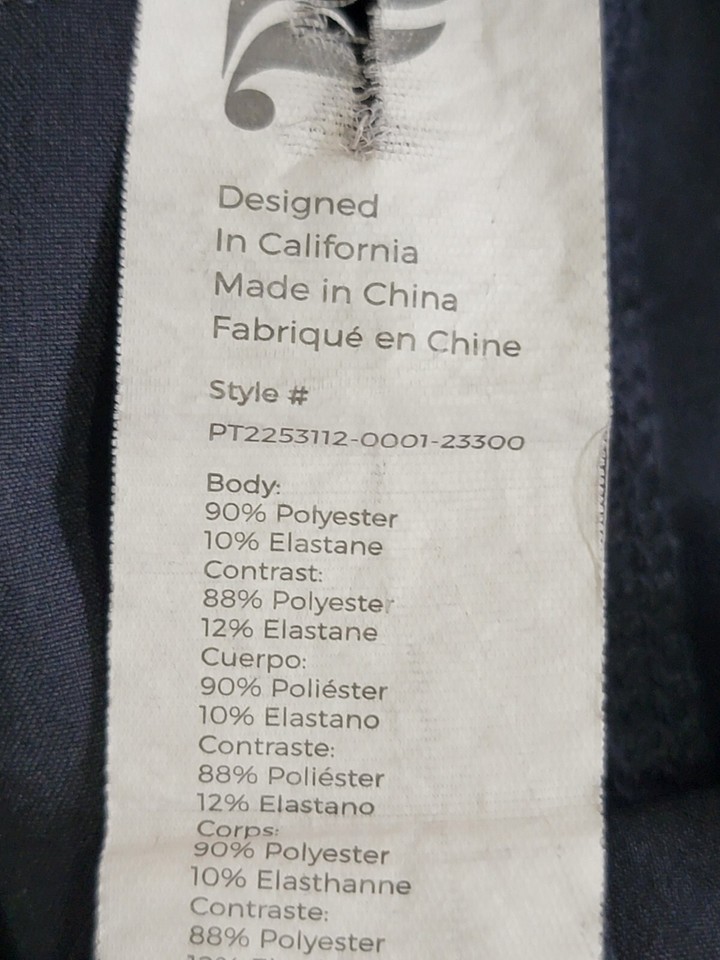 Designed
In California
Made in China
Fabriqué en Chine
Style #
PT2253112-0001-23300
Body:
90% Polyester
10% Elastane
Contrast:
88% Polyester
12% Elastane
Cuerpo:
90% Poliéster
10% Elastano
Contraste:
88% Poliéster
12% Elastano
Corps:
90% Polyester
10% Elasthanne
Contraste:
88% Polyester